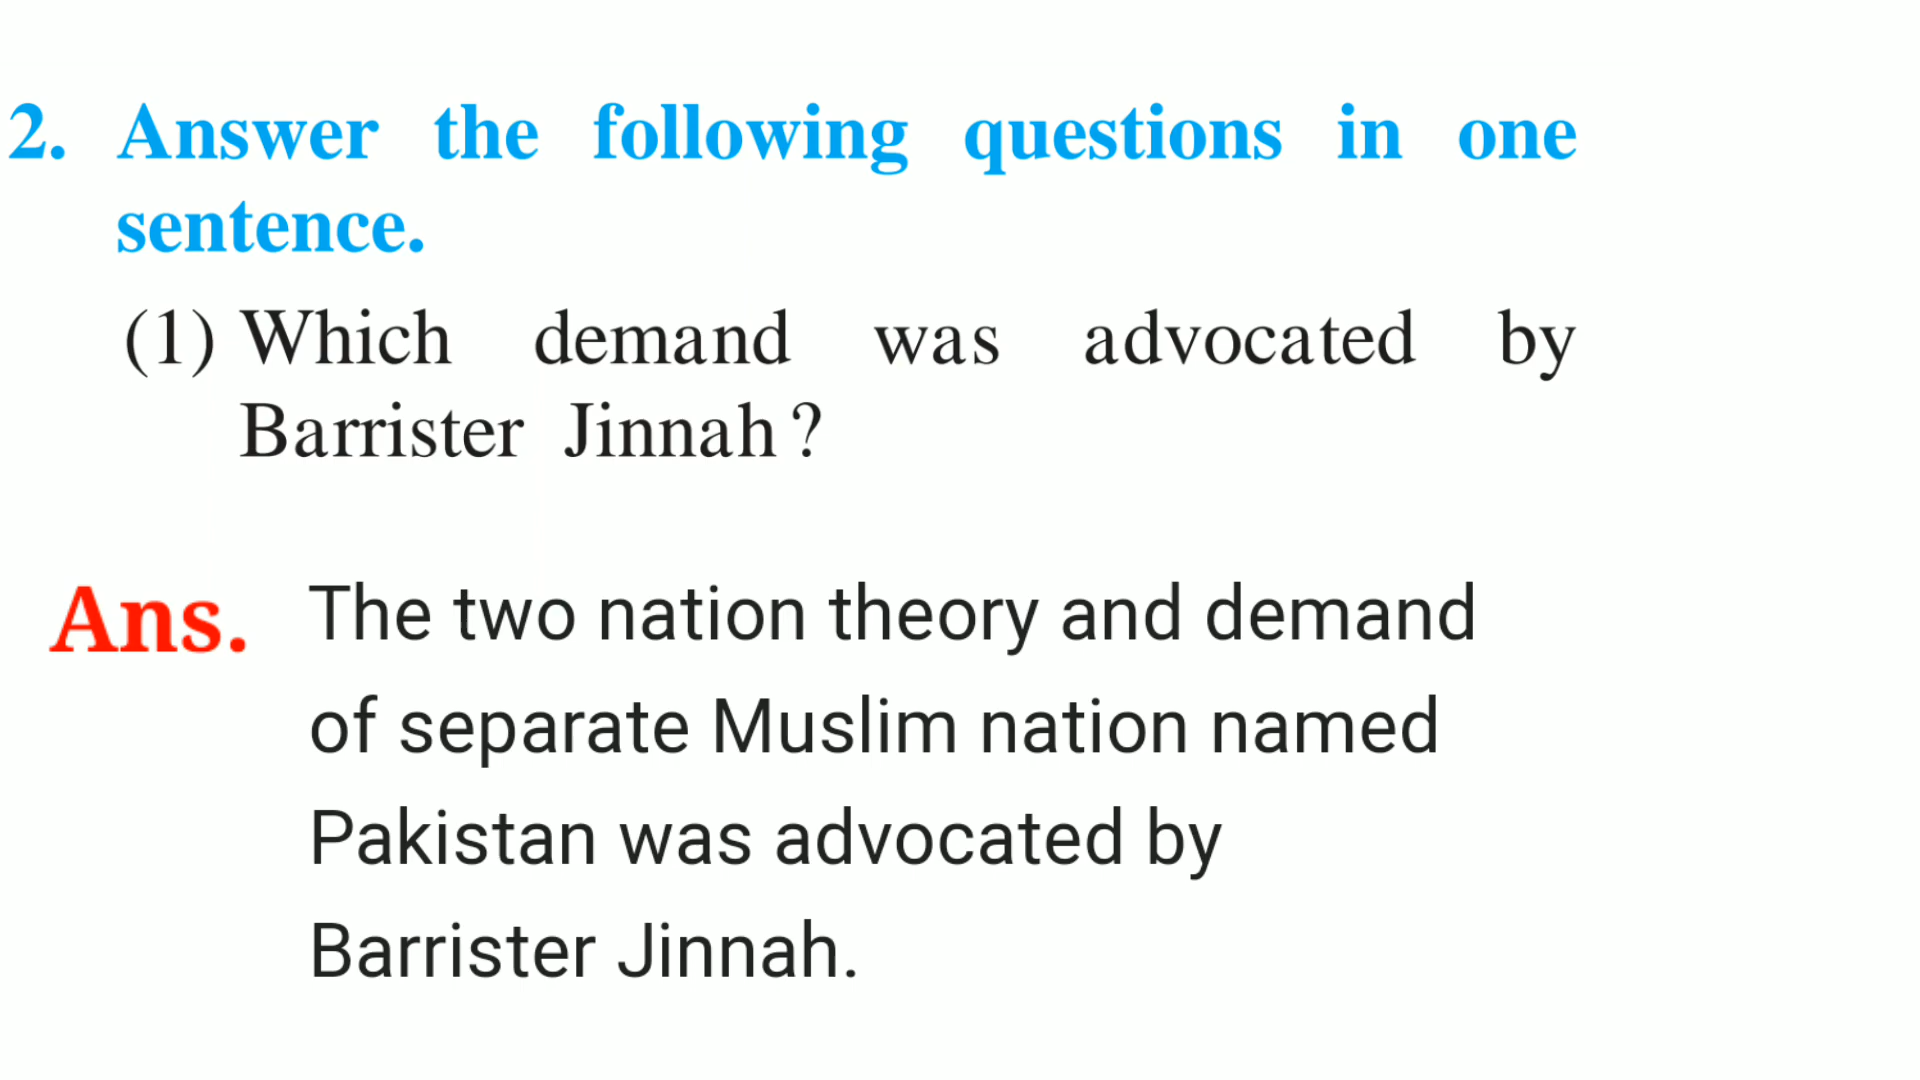 2. Answer the following questions in one
sentence.
(1) Which demand was advocated by
Barrister Jinnah?
Ans. The two nation theory and demand
of separate Muslim nation named
Pakistan was advocated by
Barrister Jinnah.